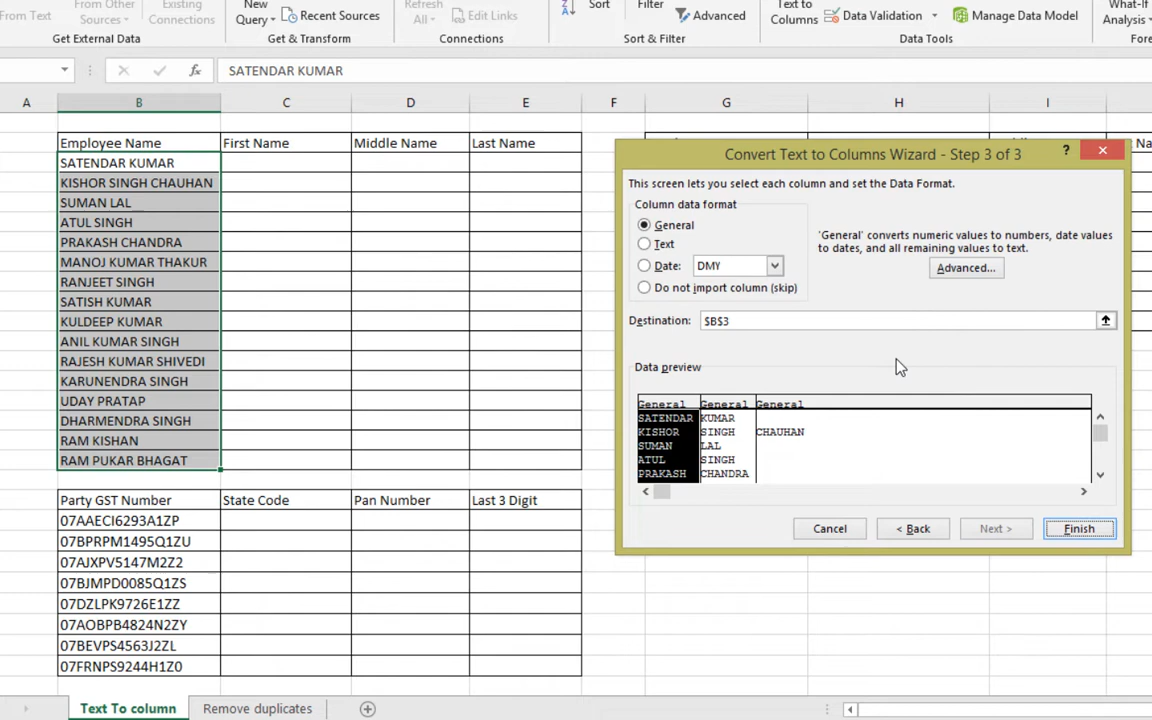 From Text
From Other
Sources
Existing
Connections
New
Query
Recent Sources
Refresh
All
Edit Links
Sort
Filter
Advanced
Text to
Columns
Data Validation
Manage Data Model
What-If
Analysis
Get External Data
Get & Transform
Connections
Sort & Filter
Data Tools
Fore
fx SATENDAR KUMAR
A B C D E F G H I
Employee Name First Name Middle Name Last Name
SATENDAR KUMAR
KISHOR SINGH CHAUHAN
SUMAN LAL
ATUL SINGH
PRAKASH CHANDRA
MANOJ KUMAR THAKUR
RANJEET SINGH
SATISH KUMAR
KULDEEP KUMAR
ANIL KUMAR SINGH
RAJESH KUMAR SHIVEDI
KARUNENDRA SINGH
UDAY PRATAP
DHARMENDRA SINGH
RAM KISHAN
RAM PUKAR BHAGAT
Party GST Number State Code Pan Number Last 3 Digit
07AAECI6293A1ZP
07BPRPM1495Q1ZU
07AJXPV5147M2Z2
07BJMPD0085Q1ZS
07DZLPK9726E1ZZ
07AOBPB4824N2ZY
07BEVPS4563J2ZL
07FRNPS9244H1Z0
Convert Text to Columns Wizard - Step 3 of 3
?
Na
This screen lets you select each column and set the Data Format.
Column data format
General
Text
Date: DMY
Do not import column (skip)
'General' converts numeric values to numbers, date values
to dates, and all remaining values to text.
Advanced...
Destination: $B$3
Data preview
General General General
SATENDAR KUMAR
KISHOR SINGH CHAUHAN
SUMAN LAL
ATUL SINGH
PRAKASH CHANDRA
Cancel < Back Next > Finish
Text To column Remove duplicates